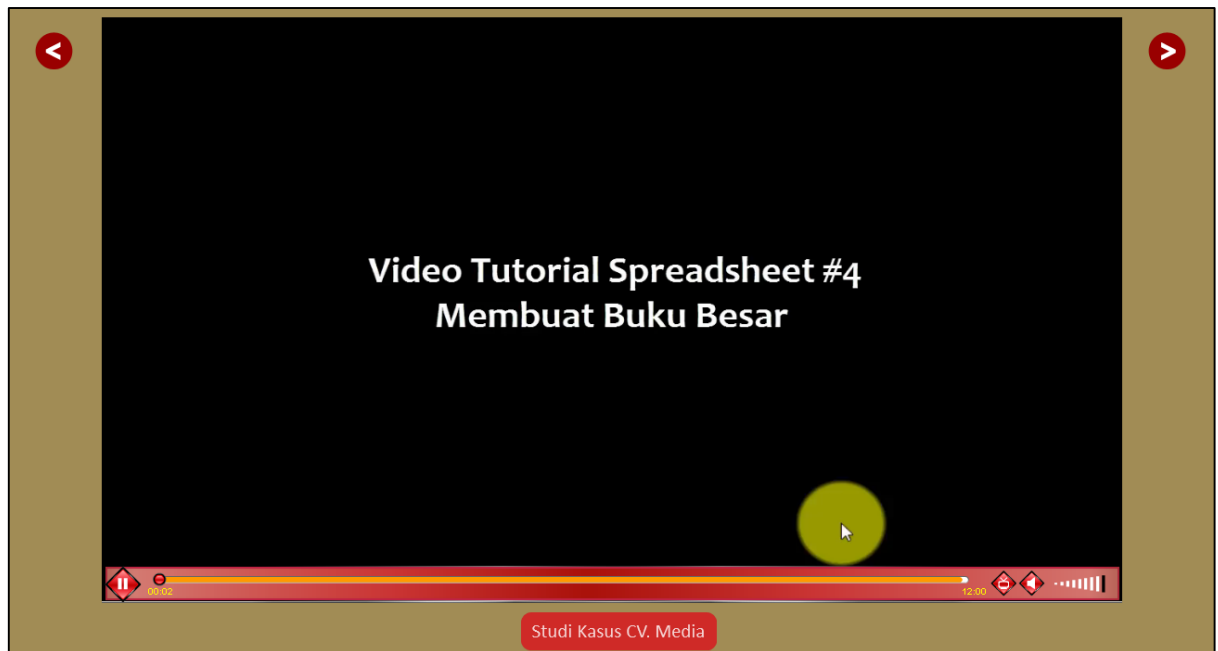 <
>
Video Tutorial Spreadsheet #4
Membuat Buku Besar
00:02
12:00
Studi Kasus CV. Media